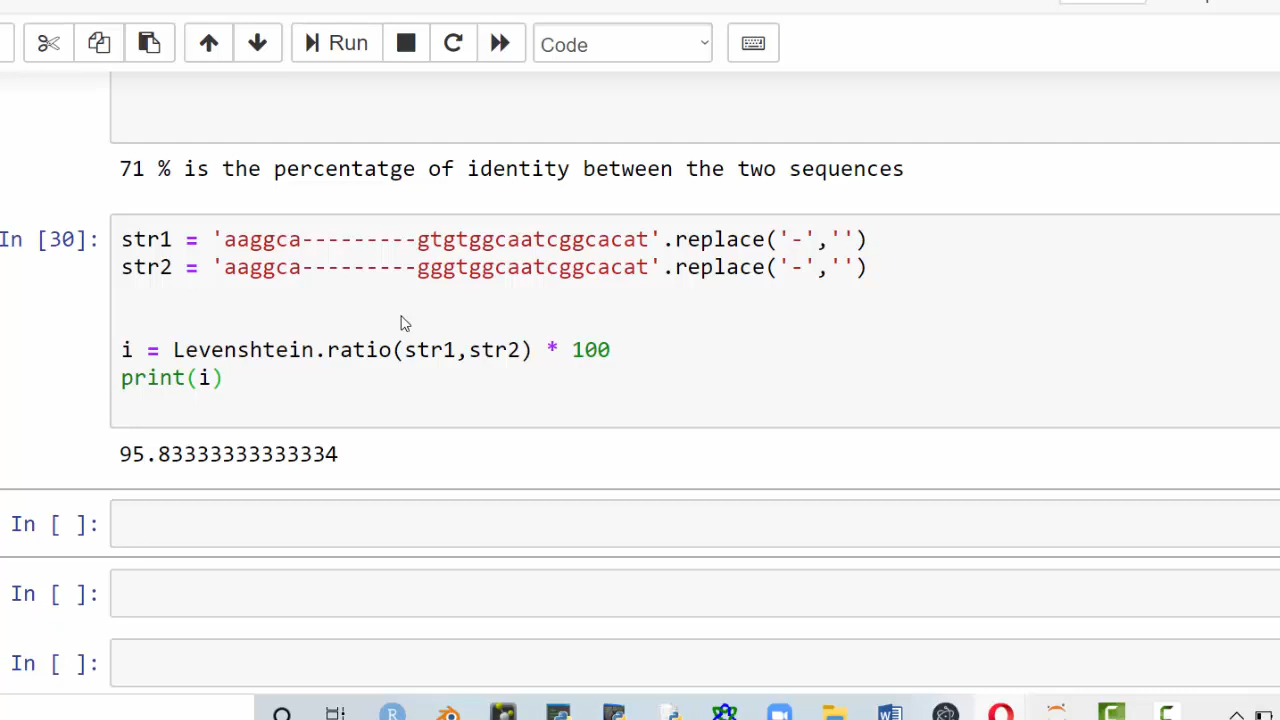 Run
Code
71 % is the percentatge of identity between the two sequences
In [30]:
str1 = 'aaggca---------gtgtggcaatcggcacat'.replace('-','')
str2 = 'aaggca---------gggtggcaatcggcacat'.replace('-','')
i = Levenshtein.ratio(str1,str2) * 100
print(i)
95.83333333333334
In [ ]:
In [ ]:
In [ ]: